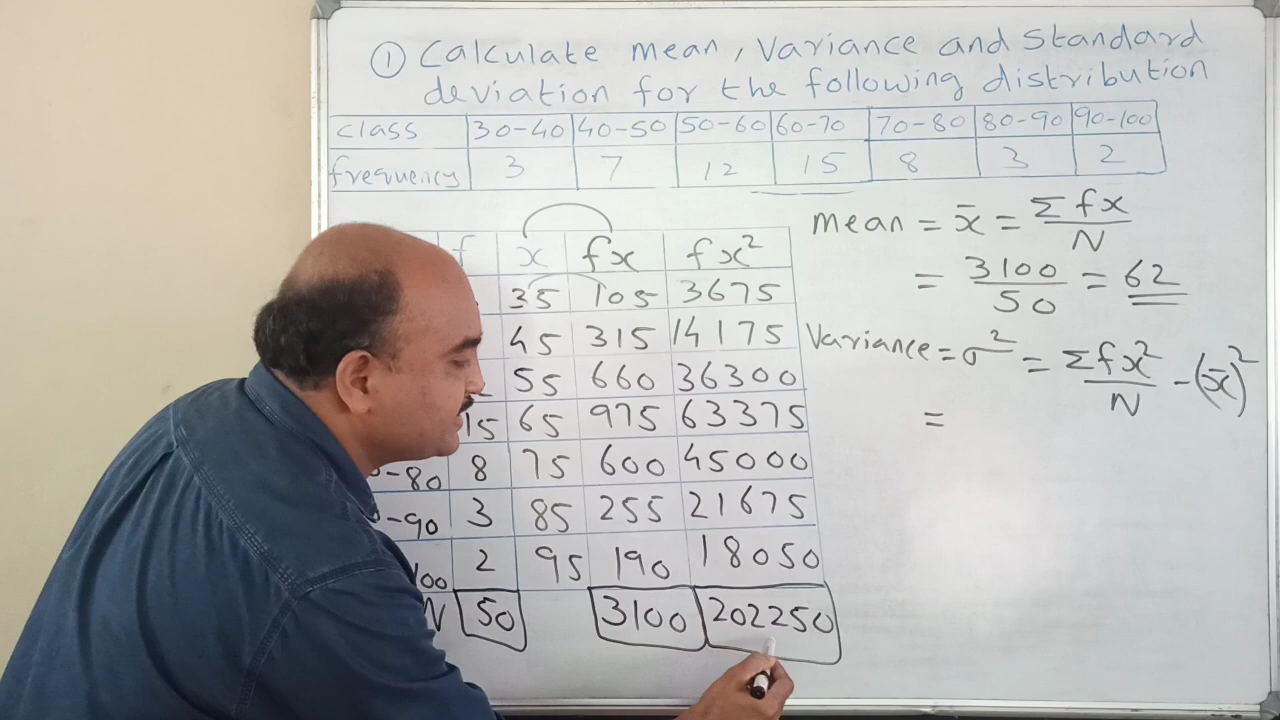 ① Calculate mean, variance and standard
deviation for the following distribution
class 30-40 40-50 50-60 60-70 70-80 80-90 90-100
frequency 3 7 12 15 8 3 2
f x fx fx²
35 105 3675
45 315 14175
55 660 36300
15 65 975 63375
-80 8 75 600 45000
-90 3 85 255 21675
100 2 95 190 18050
N 50 3100 202250
mean = x̄ = Σfx / N
= 3100 / 50 = 62
Variance = σ² = Σfx² / N - (x̄)²
=